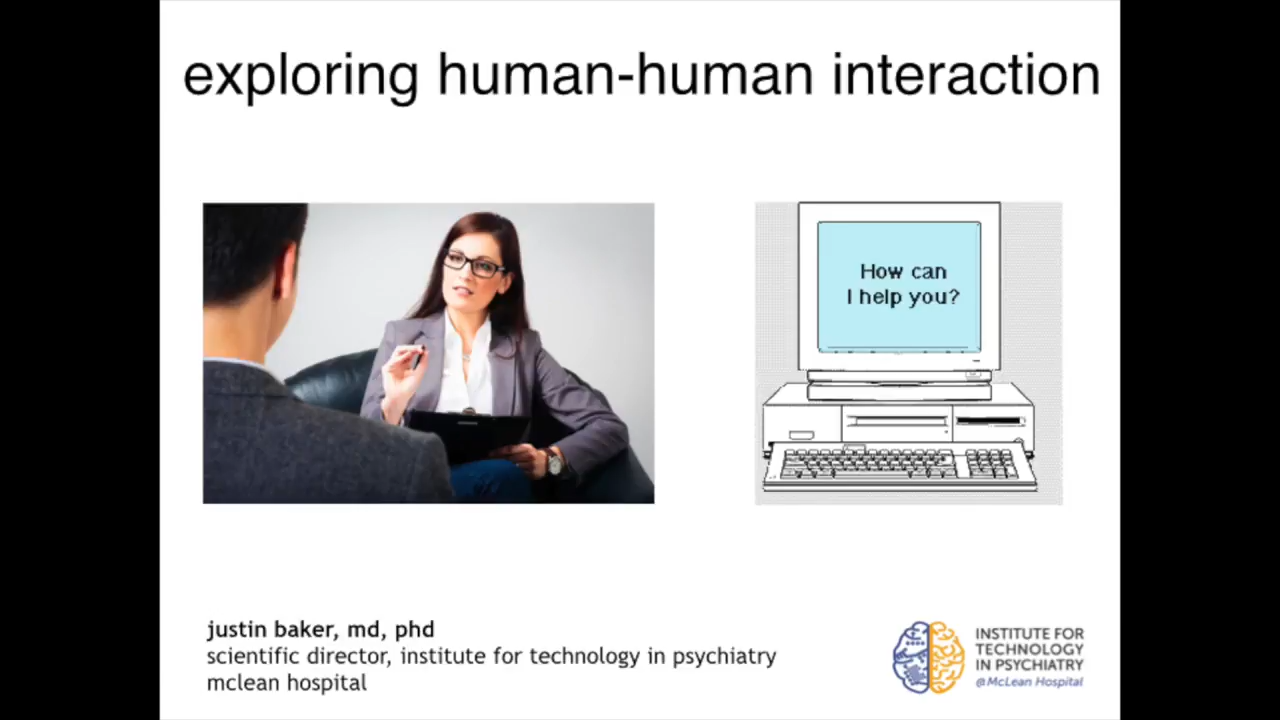 exploring human-human interaction
How can
I help you?
justin baker, md, phd
scientific director, institute for technology in psychiatry
mclean hospital
INSTITUTE FOR
TECHNOLOGY
IN PSYCHIATRY
@McLean Hospital